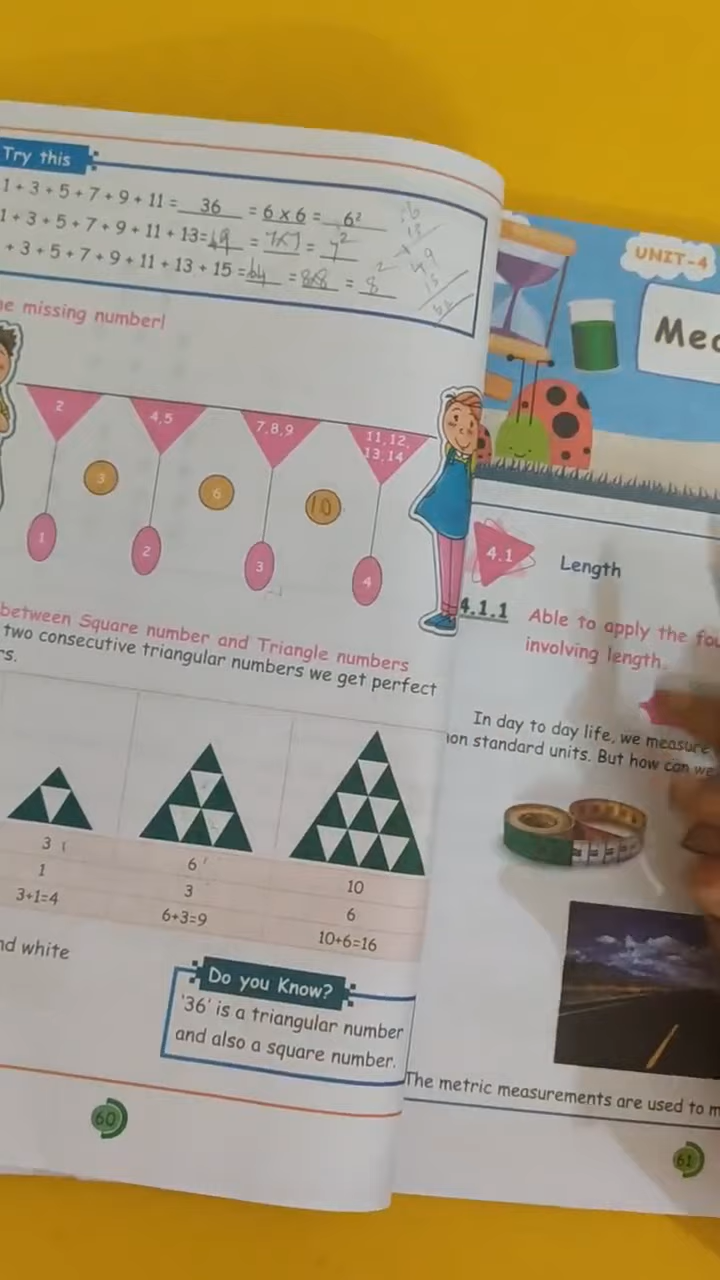 Try this
1 + 3 + 5 + 7 + 9 + 11 = 36 = 6 x 6 = 6²
1 + 3 + 5 + 7 + 9 + 11 + 13 = 49 = 7x7 = 7²
+ 3 + 5 + 7 + 9 + 11 + 13 + 15 = 64 = 8x8 = 8²
missing number!
2
4,5
7,8,9
11,12,
13,14
3
6
10
1
2
3
4
between Square number and Triangle numbers
two consecutive triangular numbers we get perfect
3
6
10
1
3
6
3+1=4
6+3=9
10+6=16
white
Do you Know?
'36' is a triangular number
and also a square number.
60
UNIT-4
4.1 Length
4.1.1 Able to apply the
involving length.
In day to day life, we measure
standard units. But how can we
The metric measurements are used to
61